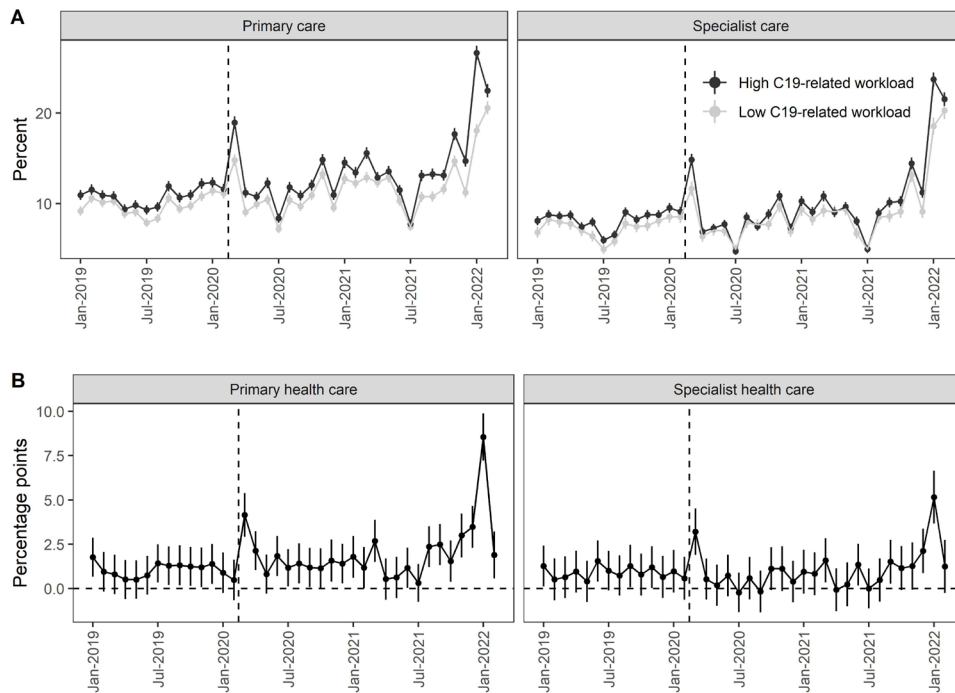 A
Primary care
Specialist care
High C19-related workload
Low C19-related workload
Percent
20
10
Jan-2019
Jul-2019
Jan-2020
Jul-2020
Jan-2021
Jul-2021
Jan-2022
Jan-2019
Jul-2019
Jan-2020
Jul-2020
Jan-2021
Jul-2021
Jan-2022
B
Primary health care
Specialist health care
Percentage points
10.0
7.5
5.0
2.5
0.0
Jan-2019
Jul-2019
Jan-2020
Jul-2020
Jan-2021
Jul-2021
Jan-2022
Jan-2019
Jul-2019
Jan-2020
Jul-2020
Jan-2021
Jul-2021
Jan-2022